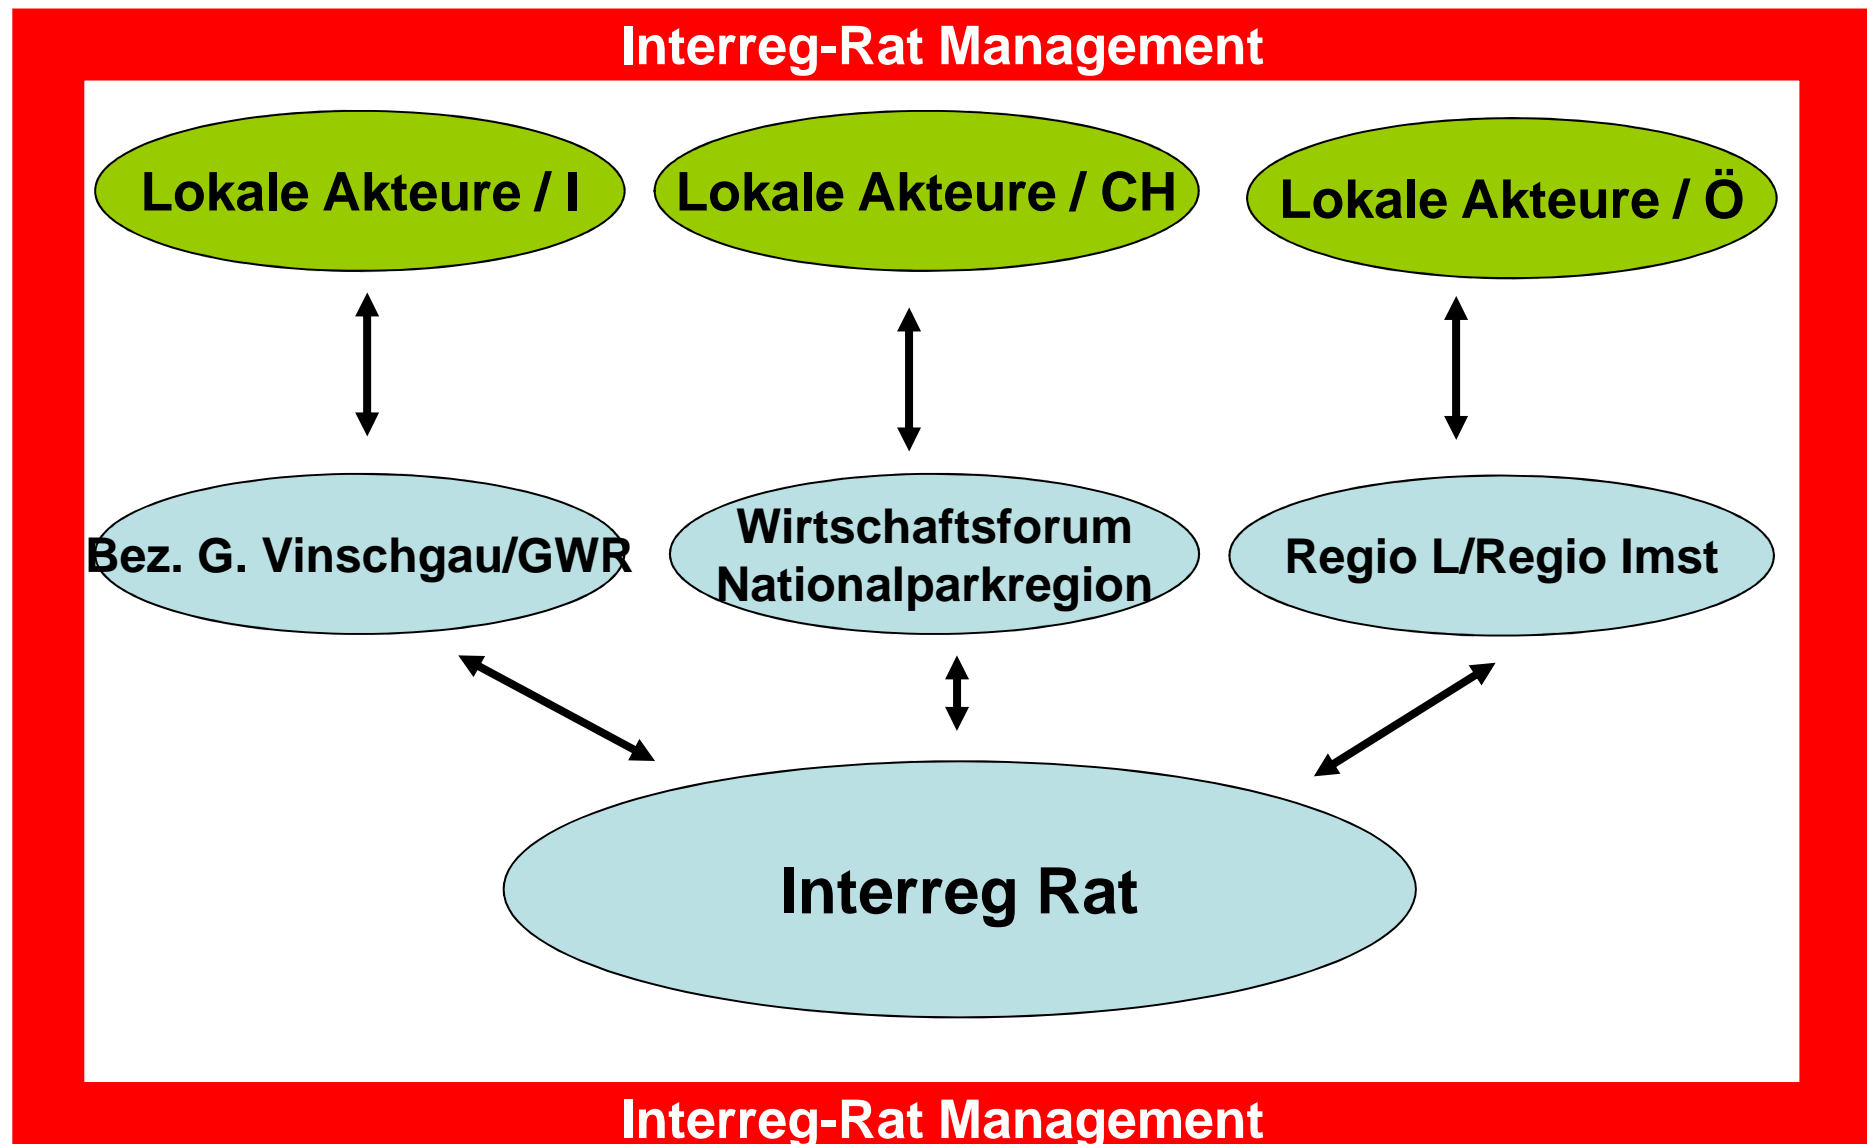 Interreg-Rat Management
Lokale Akteure / I
Lokale Akteure / CH
Lokale Akteure / Ö
Bez. G. Vinschgau/GWR
Wirtschaftsforum
Nationalparkregion
Regio L/Regio Imst
Interreg Rat
Interreg-Rat Management